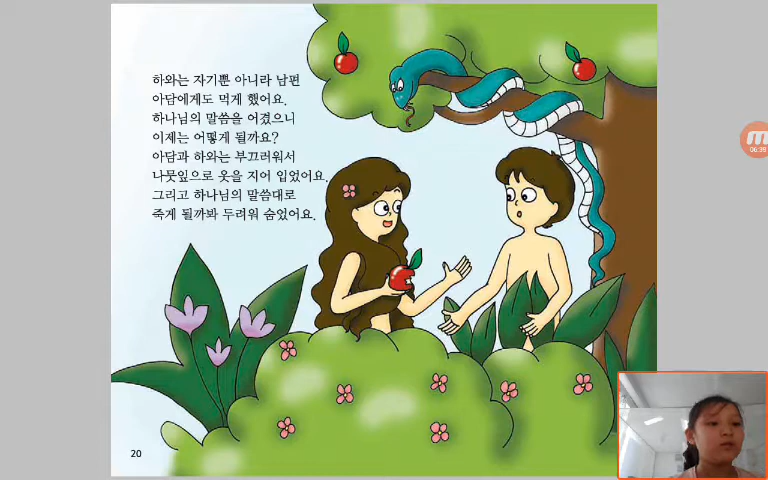 하와는 자기뿐 아니라 남편
아담에게도 먹게 했어요.
하나님의 말씀을 어겼으니
이제는 어떻게 될까요?
아담과 하와는 부끄러워서
나뭇잎으로 옷을 지어 입었어요.
그리고 하나님의 말씀대로
죽게 될까봐 두려워 숨었어요.
20
06:39